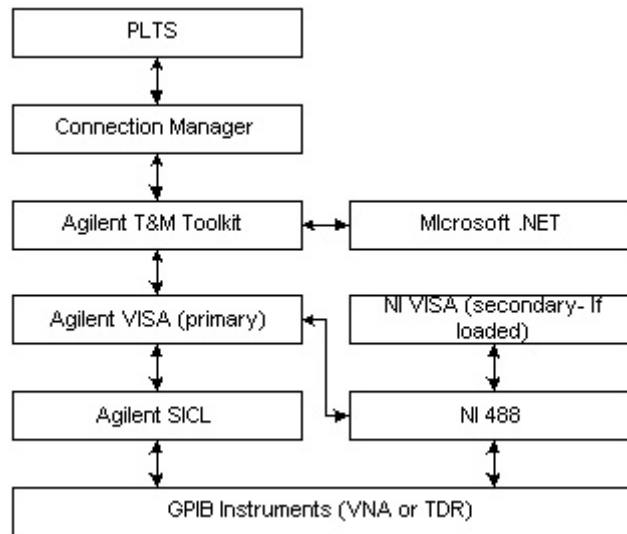 PLTS
Connection Manager
Agilent T&M Toolkit
MIcrosoft .NET
Agilent VISA (primary)
NI VISA (secondary- If
loaded)
Agilent SICL
NI 488
GPIB Instruments (VNA or TDR)